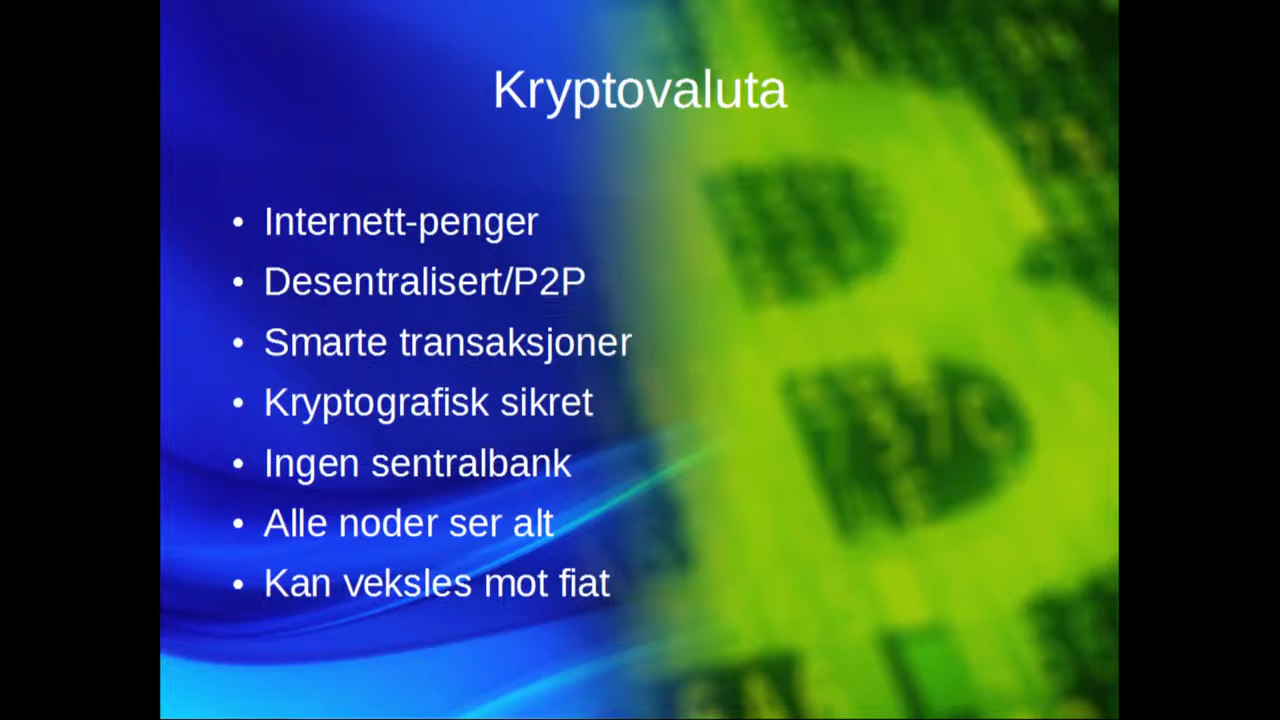 Kryptovaluta
• Internett-penger
• Desentralisert/P2P
• Smarte transaksjoner
• Kryptografisk sikret
• Ingen sentralbank
• Alle noder ser alt
• Kan veksles mot fiat